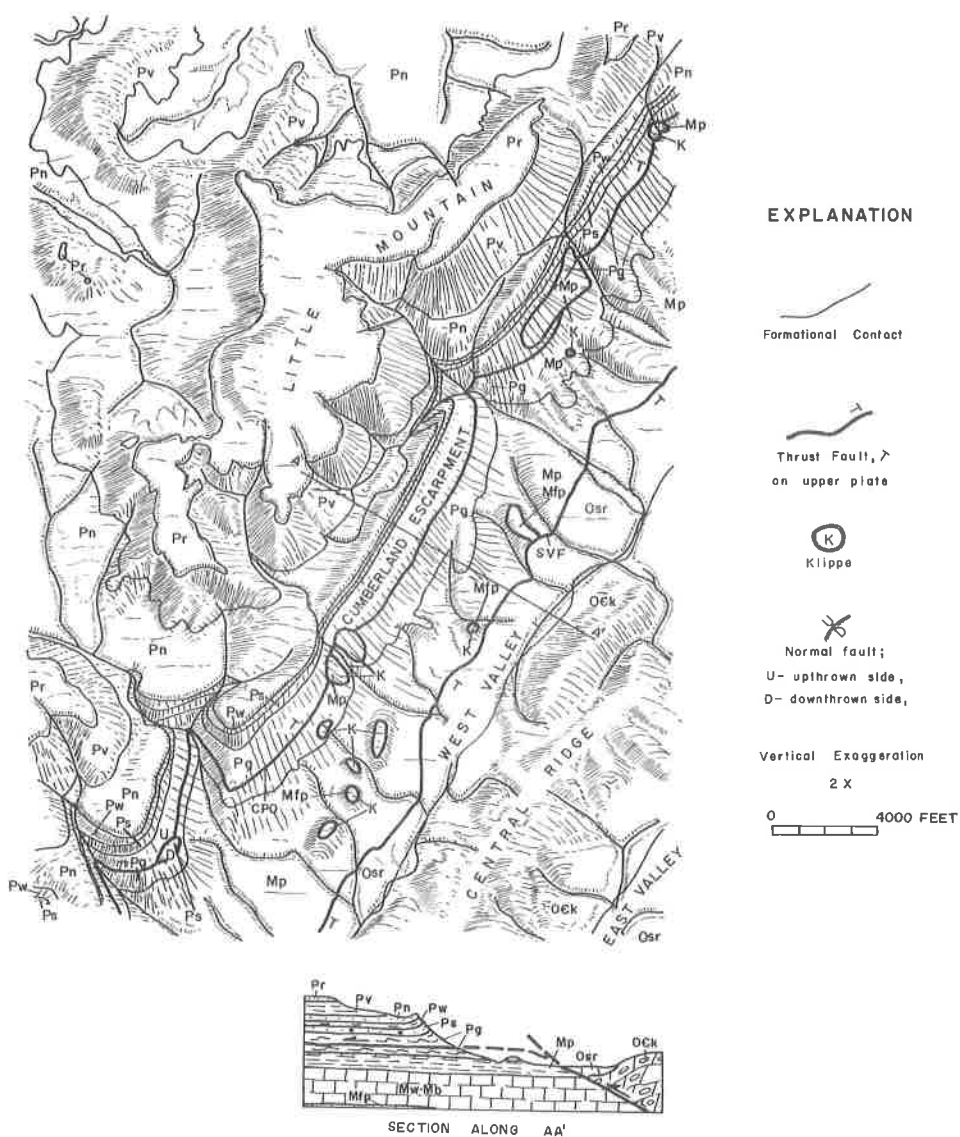 Pr Pv
Pv Pn Pn
Pv Mp
Pr K
Pn Pw
MOUNTAIN
Ps
Pr Pv Pg
Mp Mp
LITTLE Pn K
Mp
Pg
CUMBERLAND ESCARPMENT
A Mp
Pv Mfp
Pg Osr
Pn Pr SVF
Mfp OЄk
K A'
WEST VALLEY
Pn K
Ps Mp
Pr Pw
Pv Pg K
CENTRAL RIDGE
Pn Mfp
Pw CPO K
Ps U
Pg D Osr
Pn Mp EAST VALLEY
Pw OЄk
Ps Ps Osr
EXPLANATION
Formational Contact
Thrust Fault, T
on upper plate
K
Klippe
Normal fault;
U- upthrown side,
D- downthrown side,
Vertical Exaggeration
2 X
0 4000 FEET
Pr
Pv Pn Pw
Ps
Pg Mp Osr OЄk
Mw-Mb
Mfp
SECTION ALONG AA'